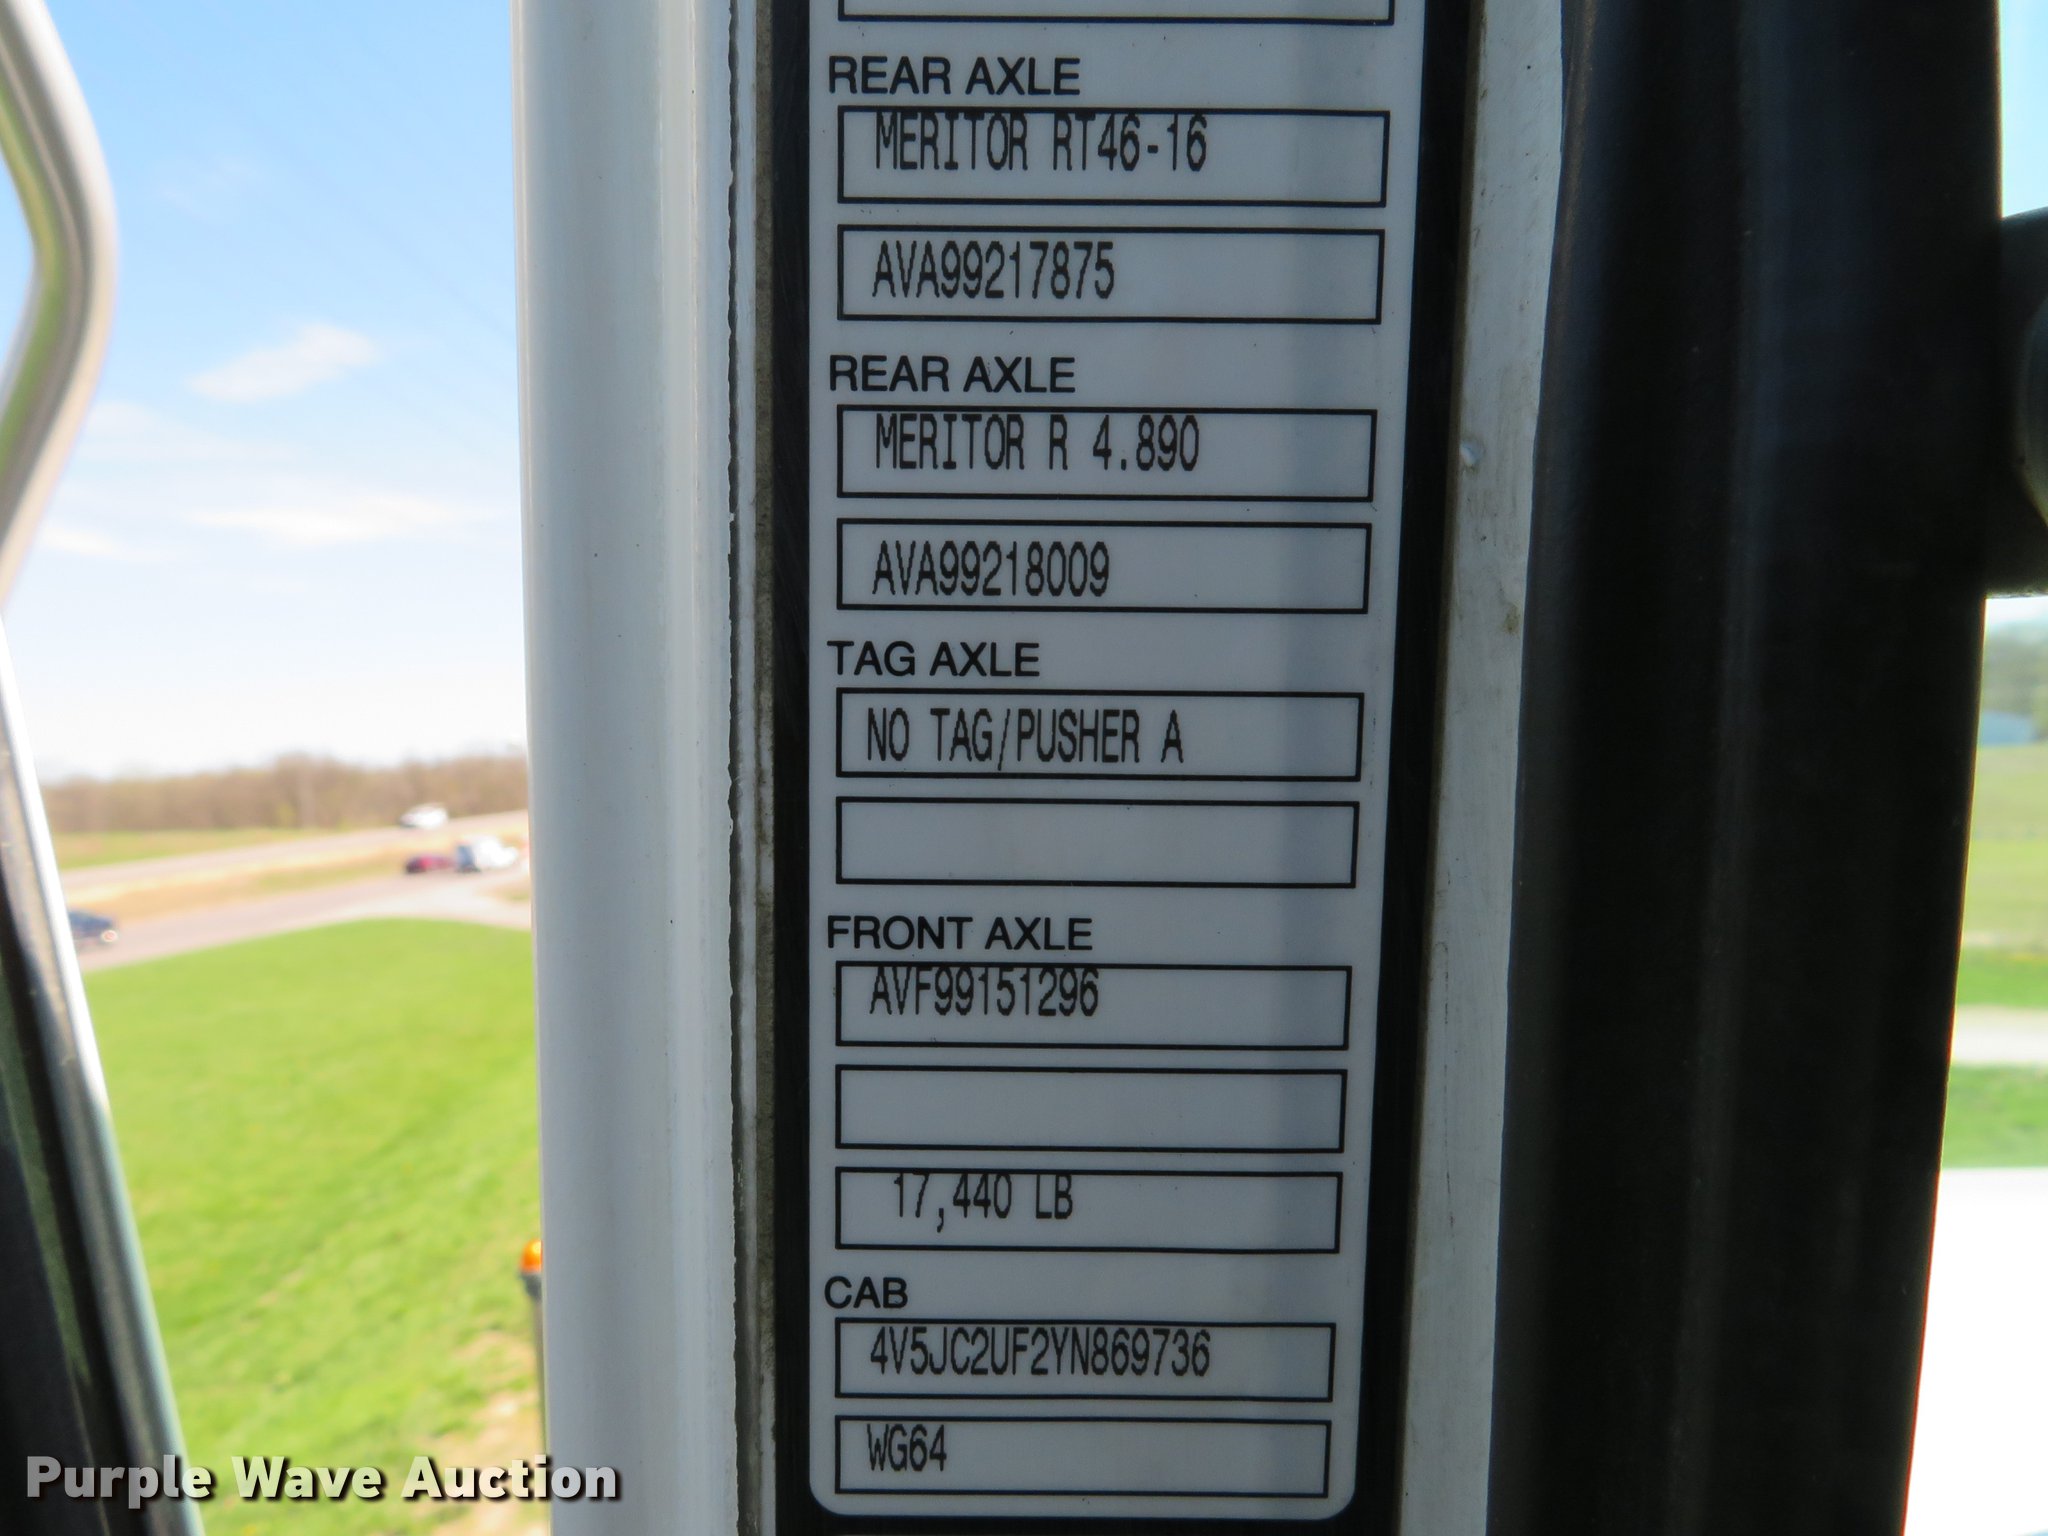 REAR AXLE
MERITOR RT46-16
AVA99217875
REAR AXLE
MERITOR R 4.890
AVA99218009
TAG AXLE
NO TAG/PUSHER A
FRONT AXLE
AVF99151296
17,440 LB
CAB
4V5JC2UF2YN869736
WG64
Purple Wave Auction